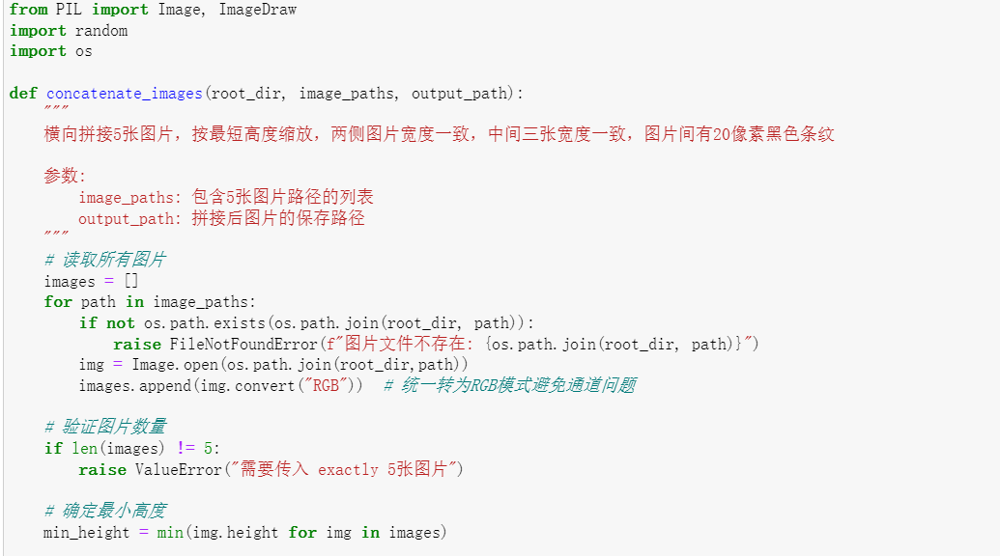 from PIL import Image, ImageDraw
import random
import os
def concatenate_images(root_dir, image_paths, output_path):
    """
    横向拼接5张图片，按最短高度缩放，两侧图片宽度一致，中间三张宽度一致，图片间有20像素黑色条纹
    参数:
        image_paths: 包含5张图片路径的列表
        output_path: 拼接后图片的保存路径
    """
    # 读取所有图片
    images = []
    for path in image_paths:
        if not os.path.exists(os.path.join(root_dir, path)):
            raise FileNotFoundError(f"图片文件不存在: {os.path.join(root_dir, path)}")
        img = Image.open(os.path.join(root_dir,path))
        images.append(img.convert("RGB"))  # 统一转为RGB模式避免通道问题
    # 验证图片数量
    if len(images) != 5:
        raise ValueError("需要传入 exactly 5张图片")
    # 确定最小高度
    min_height = min(img.height for img in images)